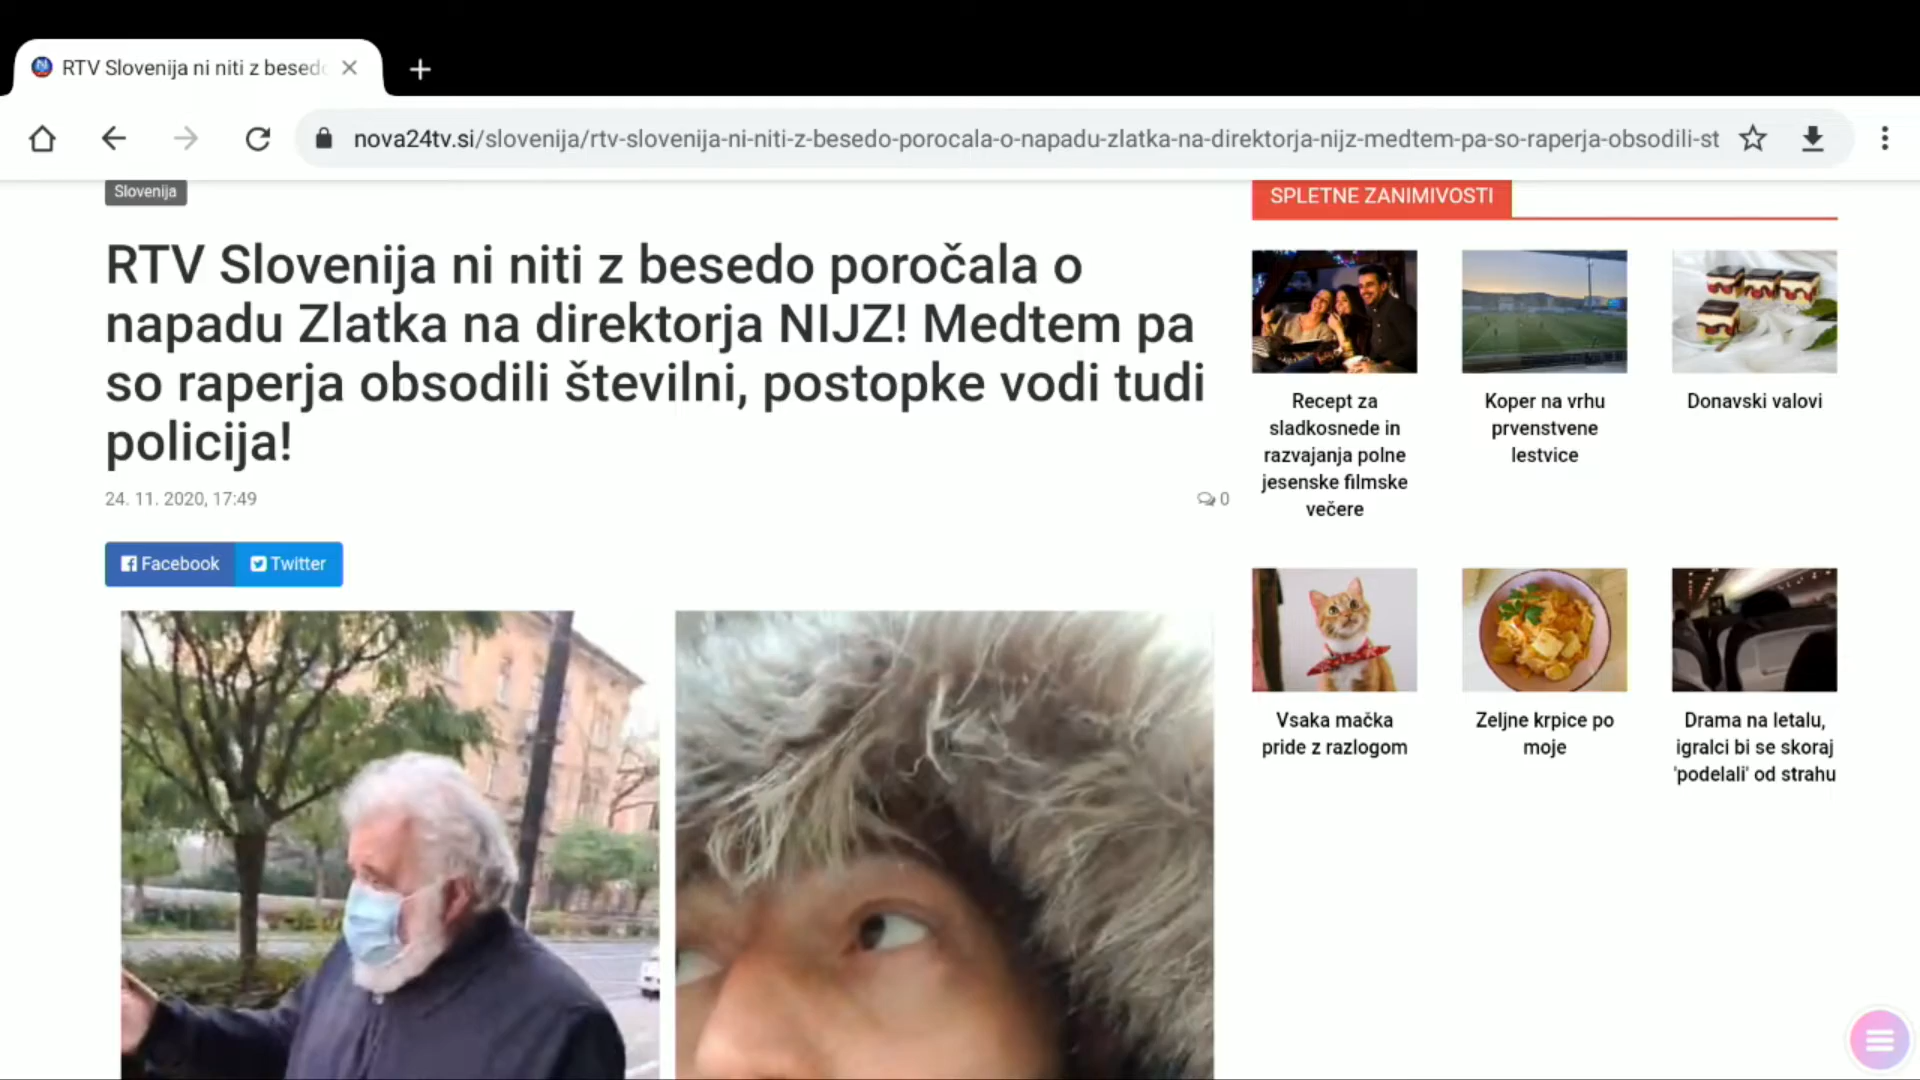 RTV Slovenija ni niti z besedo
nova24tv.si/slovenija/rtv-slovenija-ni-niti-z-besedo-porocala-o-napadu-zlatka-na-direktorja-nijz-medtem-pa-so-raperja-obsodili-st
Slovenija
RTV Slovenija ni niti z besedo poročala o
napadu Zlatka na direktorja NIJZ! Medtem pa
so raperja obsodili številni, postopke vodi tudi
policija!
24. 11. 2020, 17:49
0
Facebook
Twitter
SPLETNE ZANIMIVOSTI
Recept za
sladkosnede in
razvajanja polne
jesenske filmske
večere
Koper na vrhu
prvenstvene
lestvice
Donavski valovi
Vsaka mačka
pride z razlogom
Zeljne krpice po
moje
Drama na letalu,
igralci bi se skoraj
'podelali' od strahu